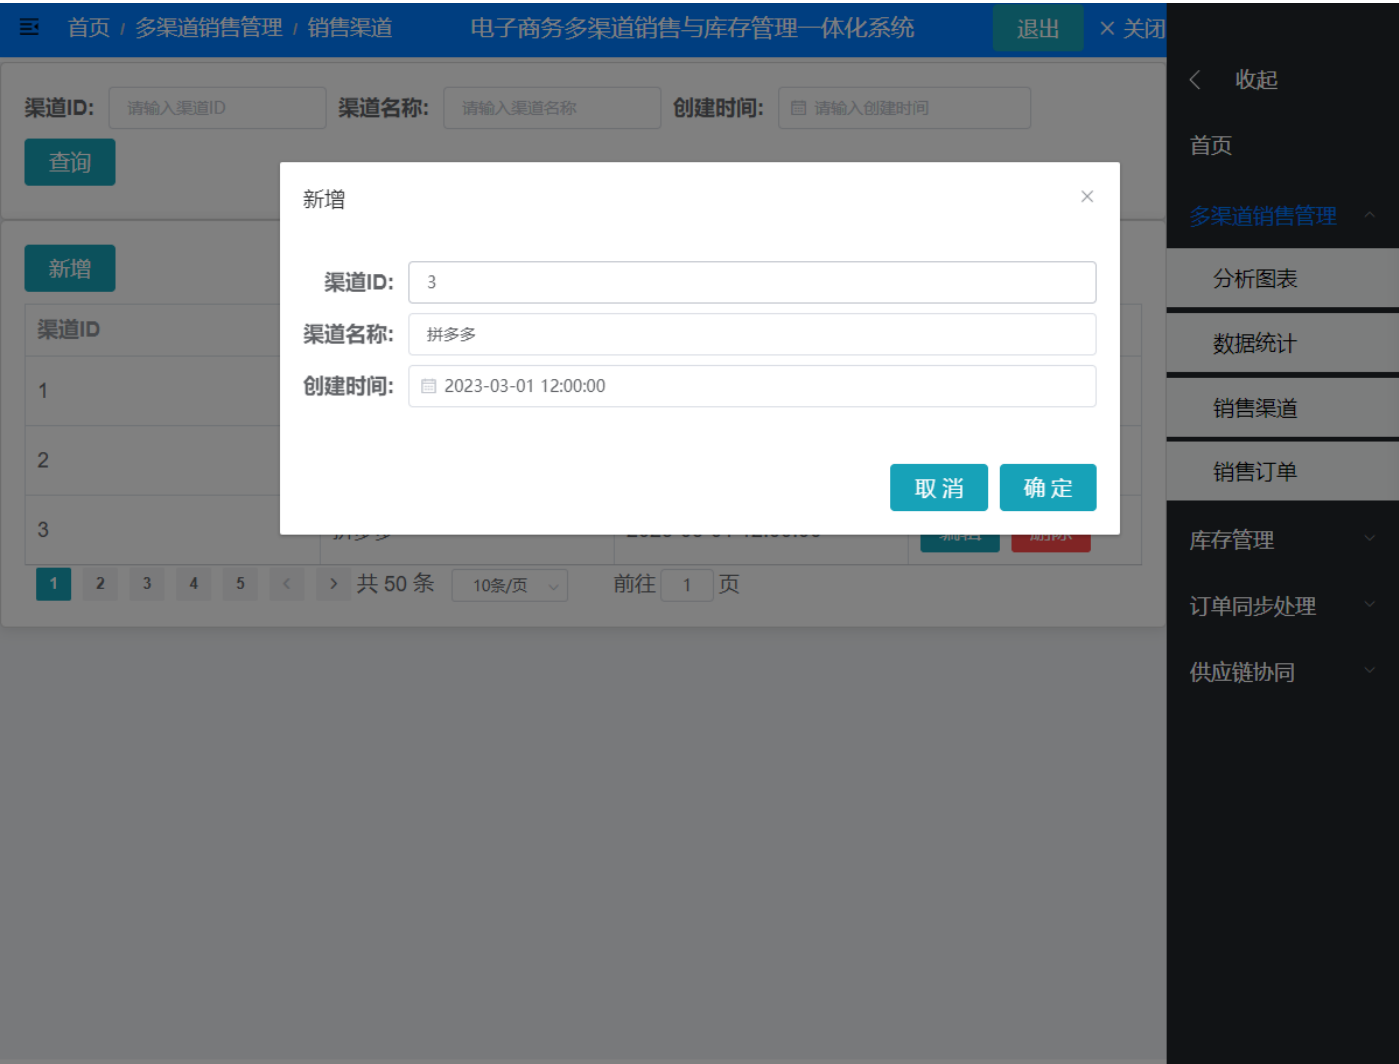 首页 / 多渠道销售管理 / 销售渠道 电子商务多渠道销售与库存管理一体化系统 退出 × 关闭
渠道ID: 请输入渠道ID 渠道名称: 请输入渠道名称 创建时间: 请输入创建时间
查询
新增
渠道ID
1
2
3 拼多多 编辑 删除
1 2 3 4 5 < > 共 50 条 10条/页 前往 1 页
新增 ×
渠道ID: 3
渠道名称: 拼多多
创建时间: 2023-03-01 12:00:00
取消 确定
收起
首页
多渠道销售管理
分析图表
数据统计
销售渠道
销售订单
库存管理
订单同步处理
供应链协同